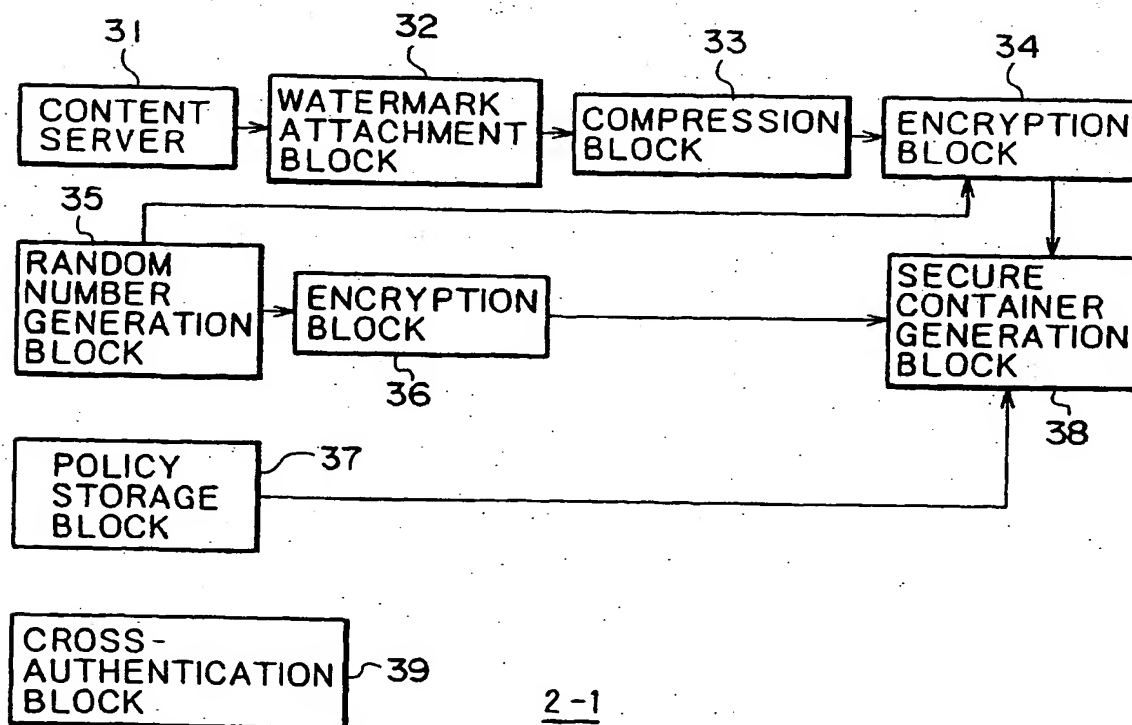 31
32
33
34
CONTENT
SERVER
WATERMARK
ATTACHMENT
BLOCK
COMPRESSION
BLOCK
ENCRYPTION
BLOCK
35
RANDOM
NUMBER
GENERATION
BLOCK
ENCRYPTION
BLOCK
36
SECURE
CONTAINER
GENERATION
BLOCK
38
POLICY
STORAGE
BLOCK
37
CROSS-
AUTHENTICATION
BLOCK
39
2-1